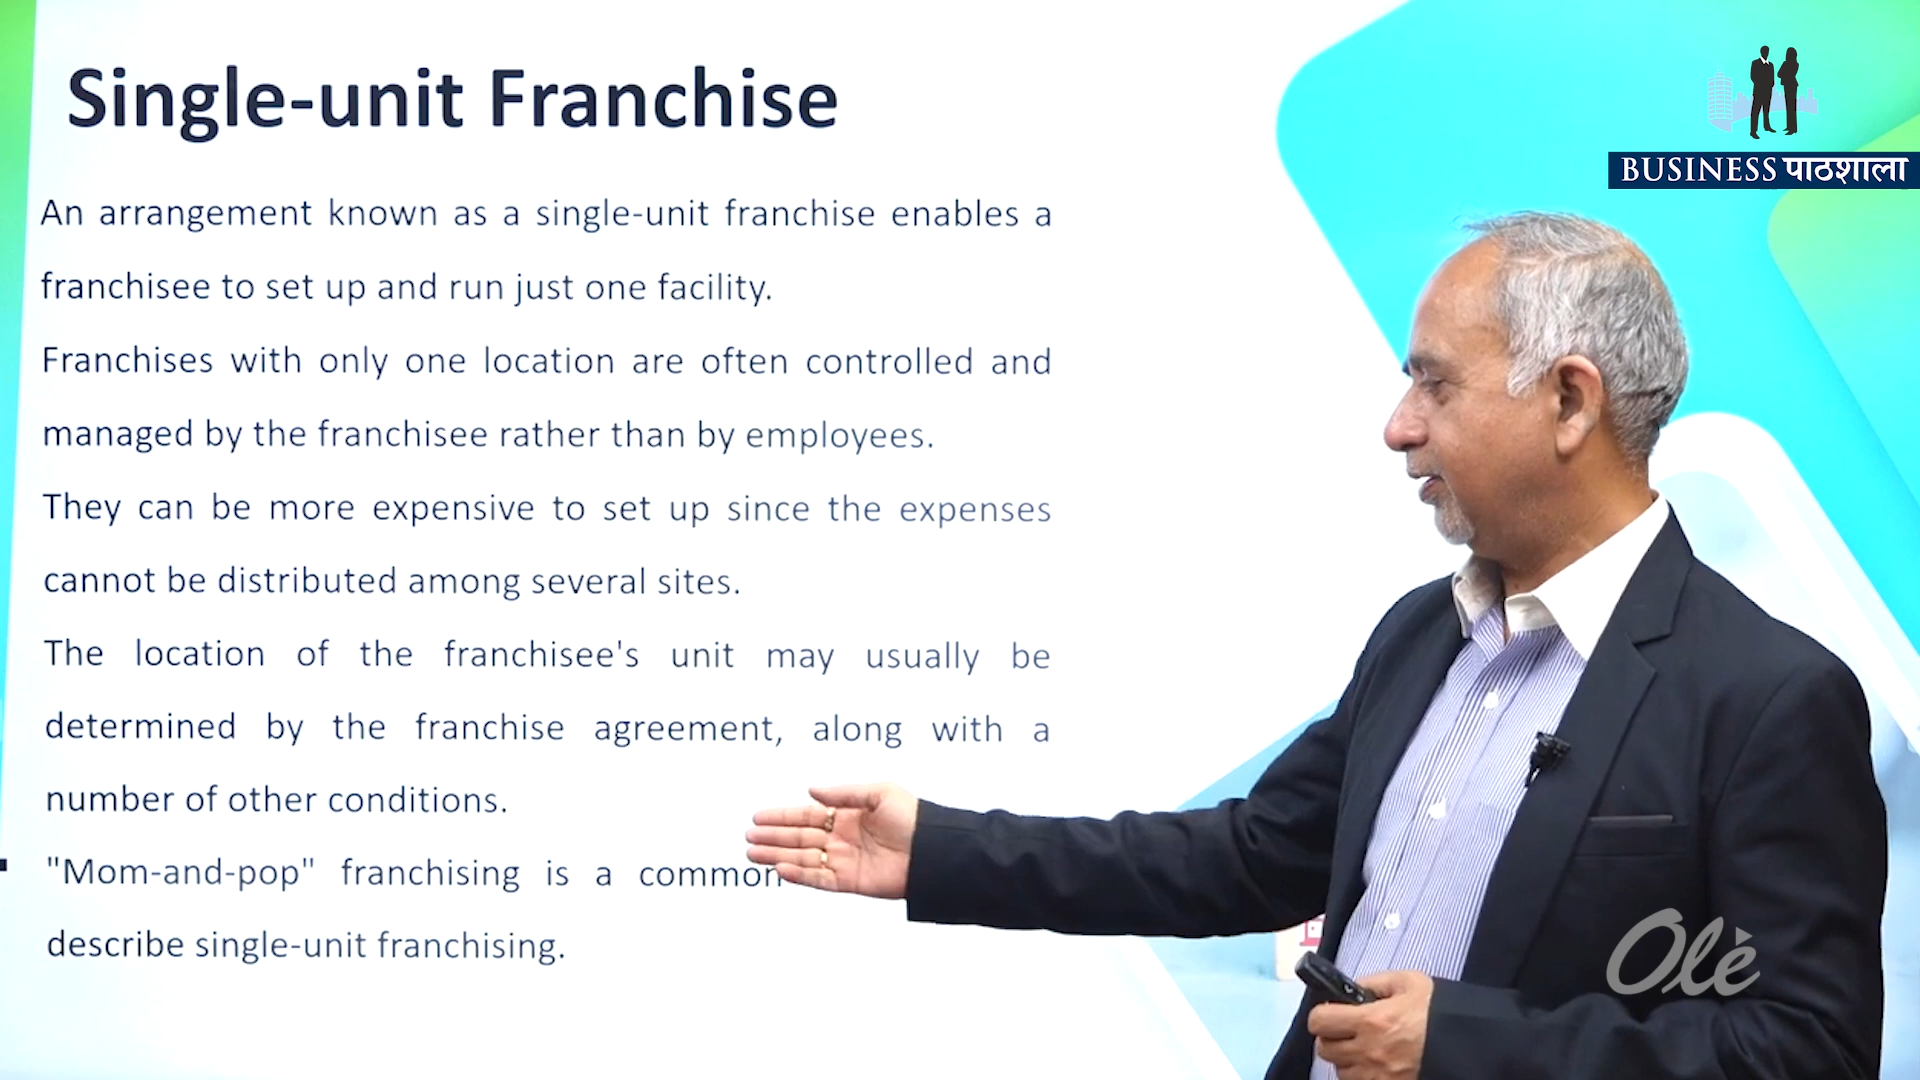 Single-unit Franchise
BUSINESS पाठशाला
An arrangement known as a single-unit franchise enables a
franchisee to set up and run just one facility.
Franchises with only one location are often controlled and
managed by the franchisee rather than by employees.
They can be more expensive to set up since the expenses
cannot be distributed among several sites.
The location of the franchisee's unit may usually be
determined by the franchise agreement, along with a
number of other conditions.
"Mom-and-pop" franchising is a common
describe single-unit franchising.
Olè